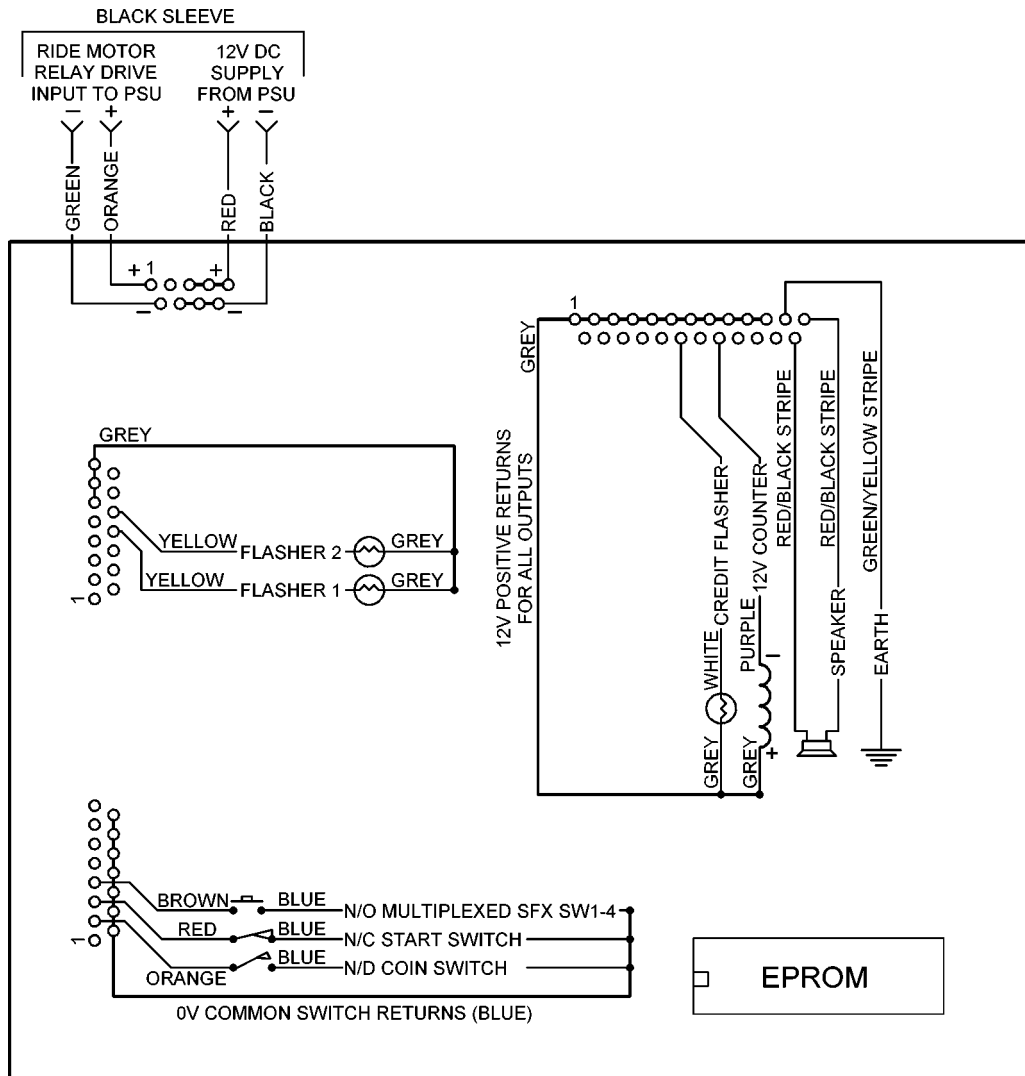 BLACK SLEEVE
RIDE MOTOR
RELAY DRIVE
INPUT TO PSU
12V DC
SUPPLY
FROM PSU
− + + −
GREEN
ORANGE
RED
BLACK
+ 1 +
− −
GREY
YELLOW FLASHER 2 GREY
YELLOW FLASHER 1 GREY
1
1
GREY
12V POSITIVE RETURNS
FOR ALL OUTPUTS
CREDIT FLASHER
WHITE
GREY
12V COUNTER
PURPLE
−
+
GREY
RED/BLACK STRIPE
RED/BLACK STRIPE
SPEAKER
GREEN/YELLOW STRIPE
EARTH
BROWN BLUE N/O MULTIPLEXED SFX SW1-4
RED BLUE N/C START SWITCH
ORANGE BLUE N/D COIN SWITCH
1
0V COMMON SWITCH RETURNS (BLUE)
EPROM